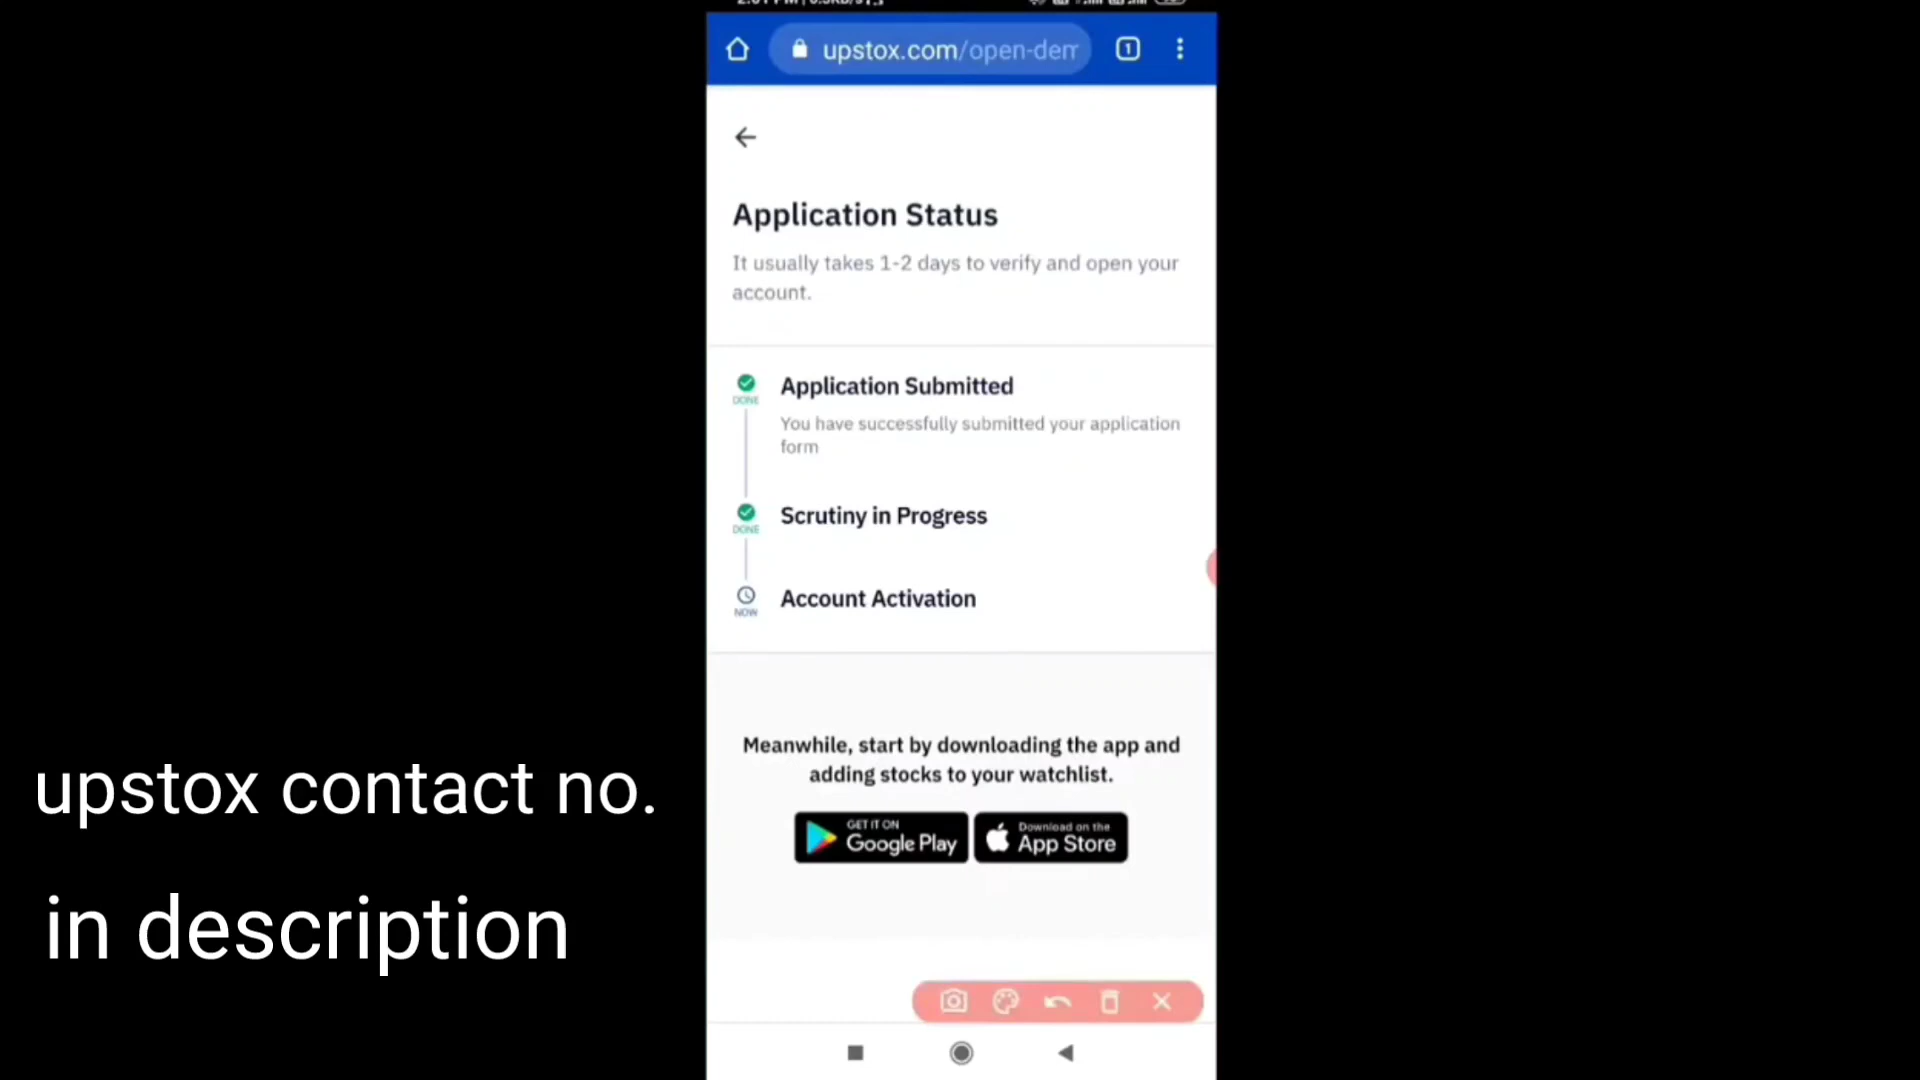 upstox.com/open-dem
1
Application Status
It usually takes 1-2 days to verify and open your
account.
DONE
Application Submitted
You have successfully submitted your application
form
DONE
Scrutiny in Progress
NOW
Account Activation
Meanwhile, start by downloading the app and
adding stocks to your watchlist.
GET IT ON
Google Play
Download on the
App Store
upstox contact no.
in description